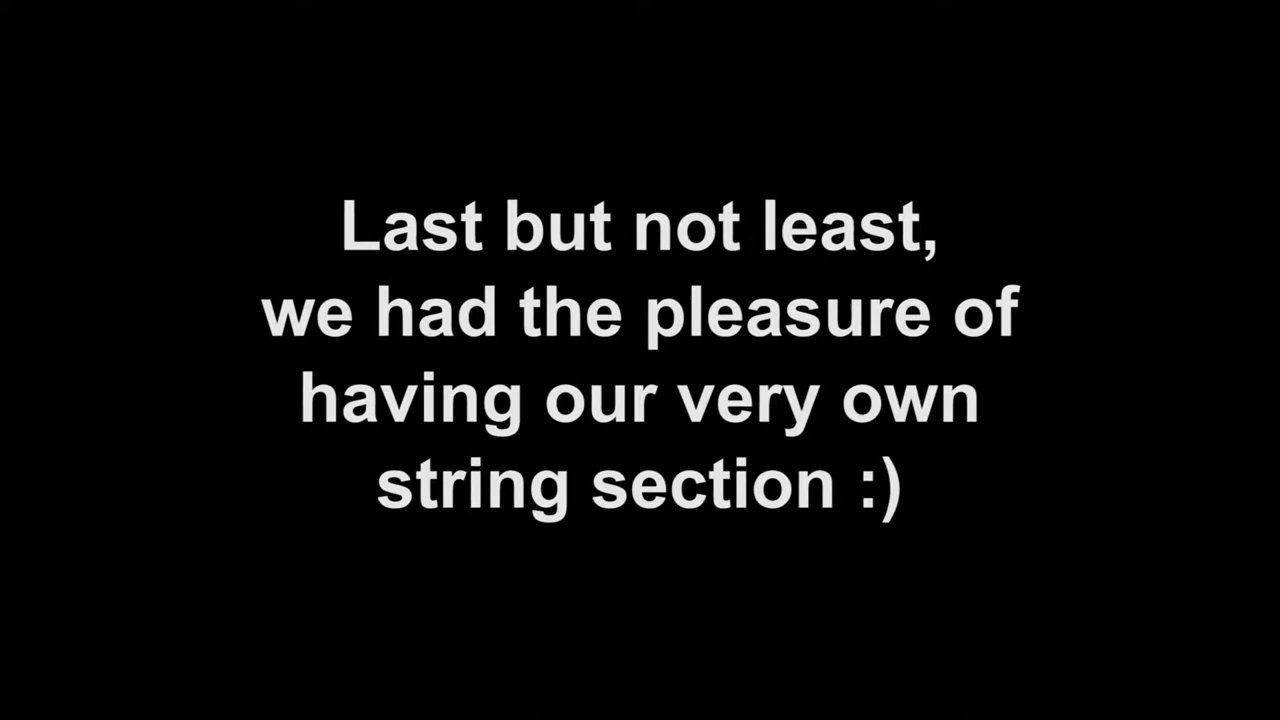 Last but not least,
we had the pleasure of
having our very own
string section :)